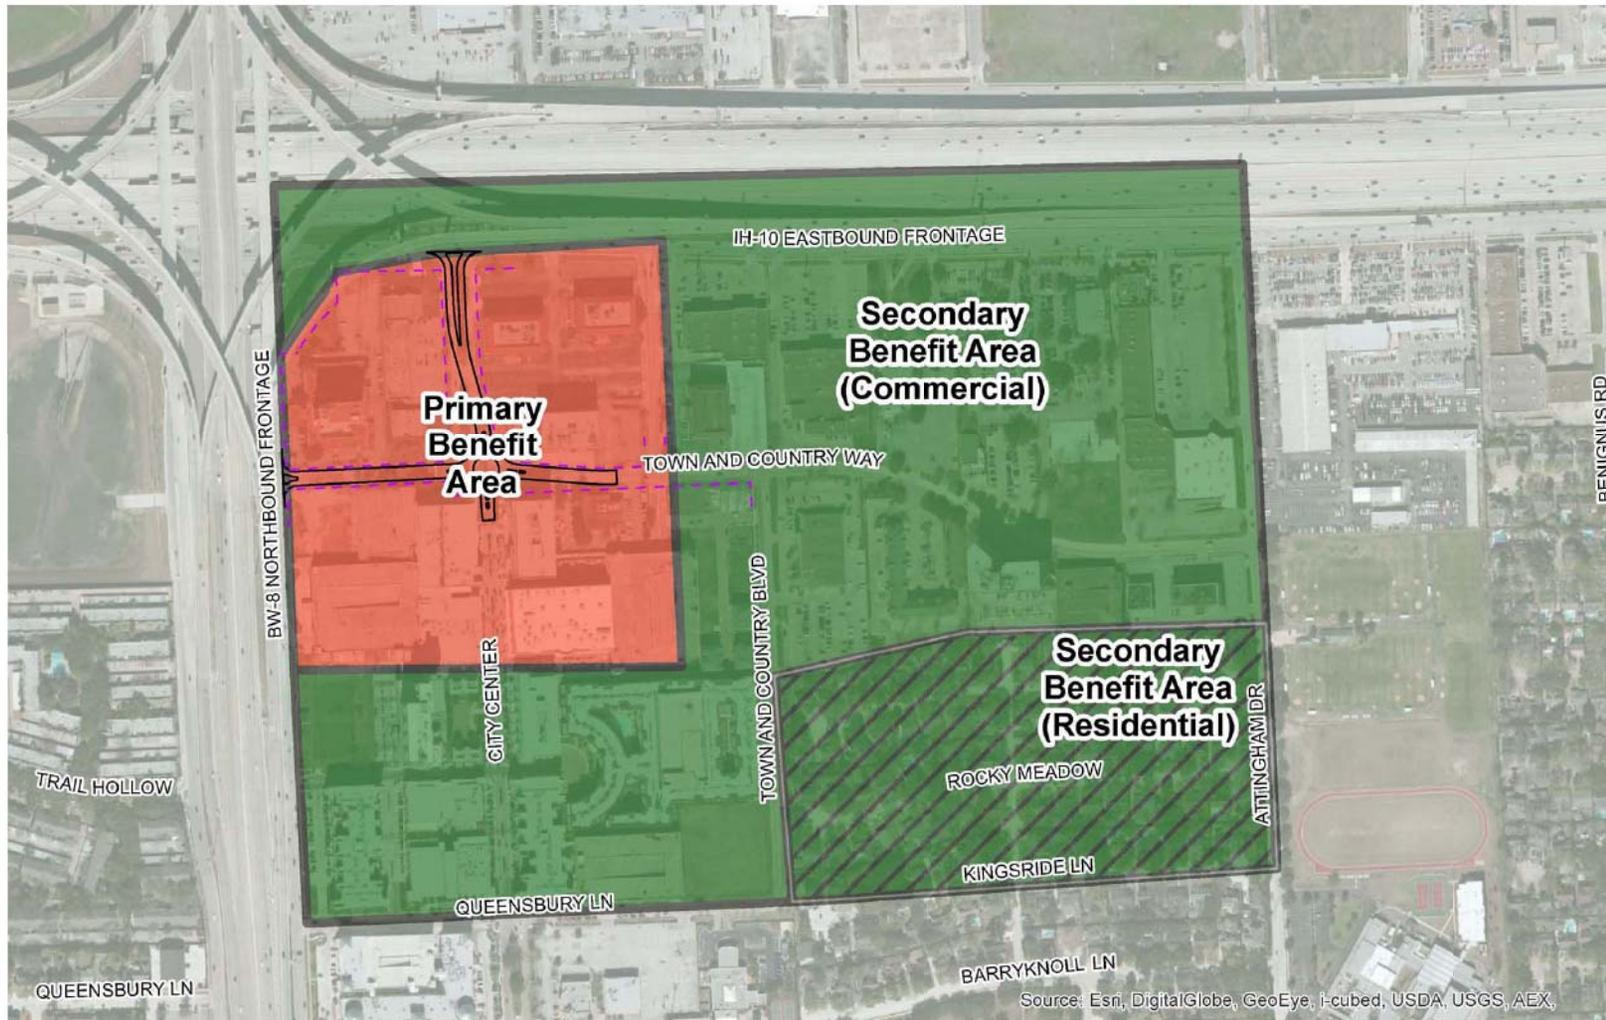 IH-10 EASTBOUND FRONTAGE
Secondary
Benefit Area
(Commercial)
BW-8 NORTHBOUND FRONTAGE
Primary
Benefit
Area
TOWN AND COUNTRY WAY
BENIGNUS RD
TOWN AND COUNTRY BLVD
CITY CENTER
Secondary
Benefit Area
(Residential)
ATTINGHAM DR
ROCKY MEADOW
TRAIL HOLLOW
KINGSRIDE LN
QUEENSBURY LN
BARRYKNOLL LN
QUEENSBURY LN
Source: Esri, DigitalGlobe, GeoEye, i-cubed, USDA, USGS, AEX,